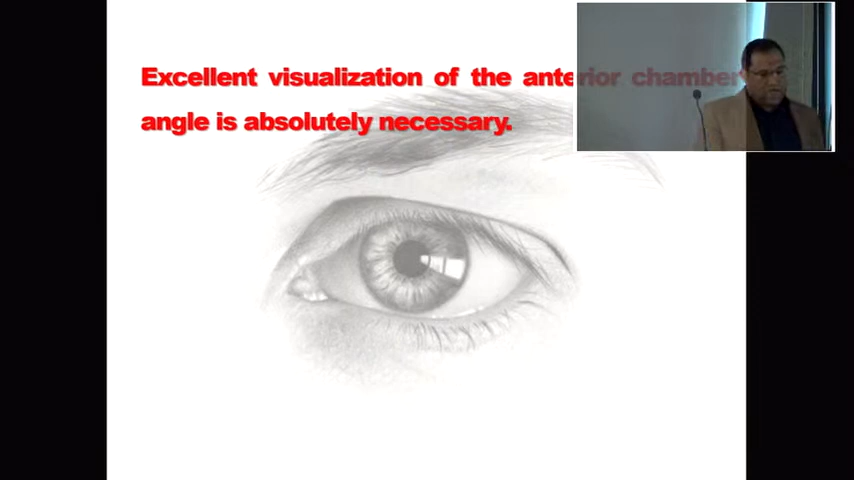 Excellent visualization of the anterior chamber
angle is absolutely necessary.